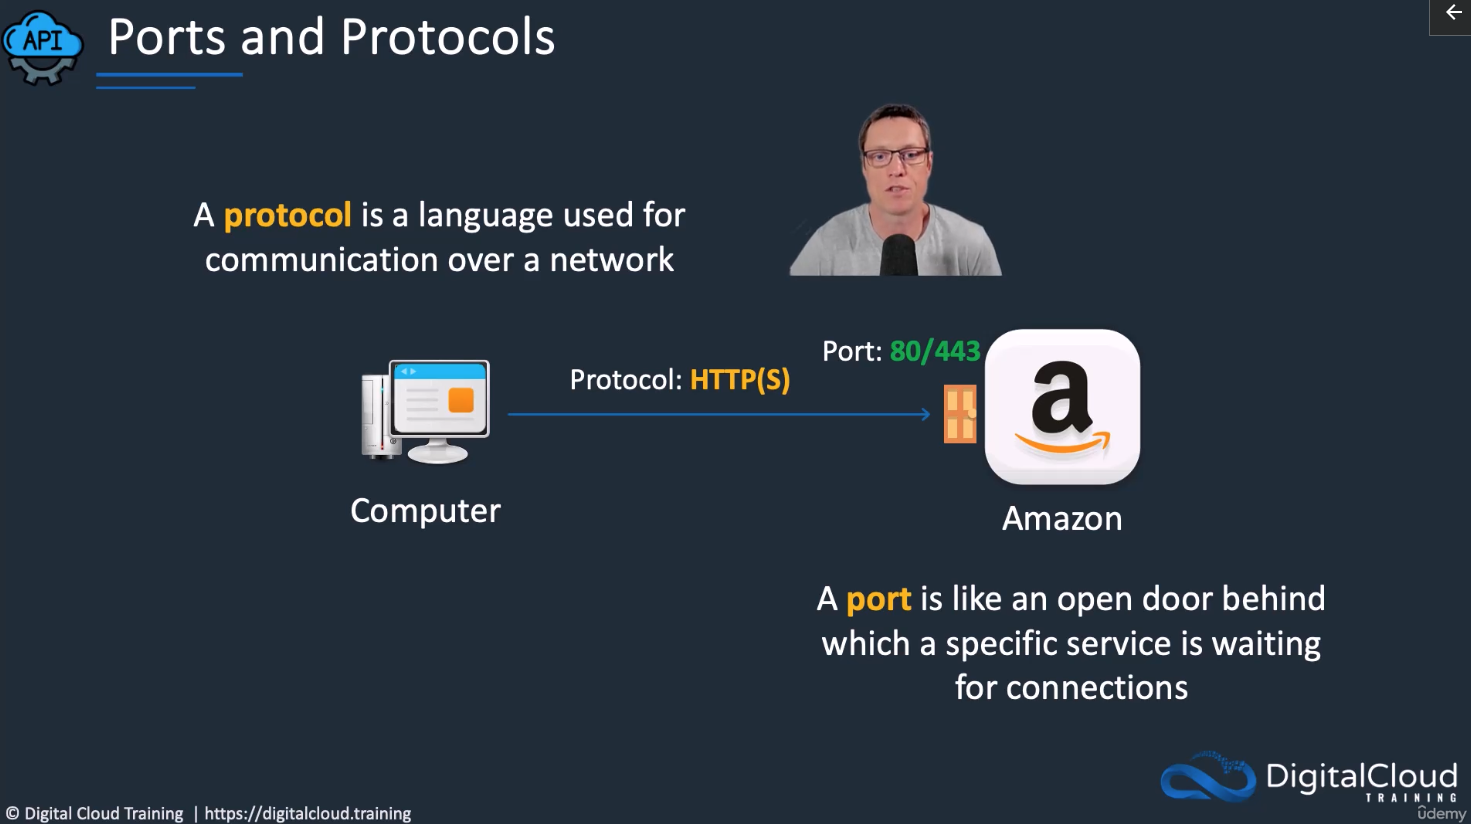 API
Ports and Protocols
A protocol is a language used for
communication over a network
Port: 80/443
Protocol: HTTP(S)
a
Computer
Amazon
A port is like an open door behind
which a specific service is waiting
for connections
DigitalCloud
TRAINING
© Digital Cloud Training | https://digitalcloud.training
ûdemy